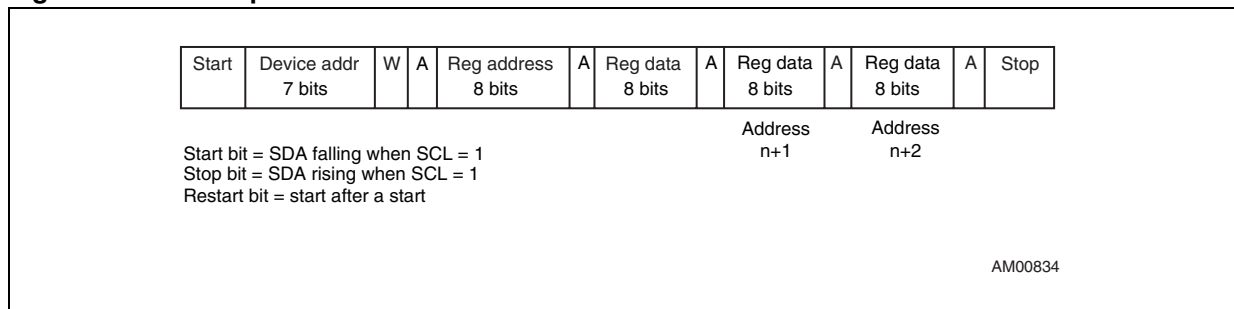 Start Device addr W A Reg address A Reg data A Reg data A Reg data A Stop
7 bits 8 bits 8 bits 8 bits 8 bits
Address Address
n+1 n+2
Start bit = SDA falling when SCL = 1
Stop bit = SDA rising when SCL = 1
Restart bit = start after a start
AM00834